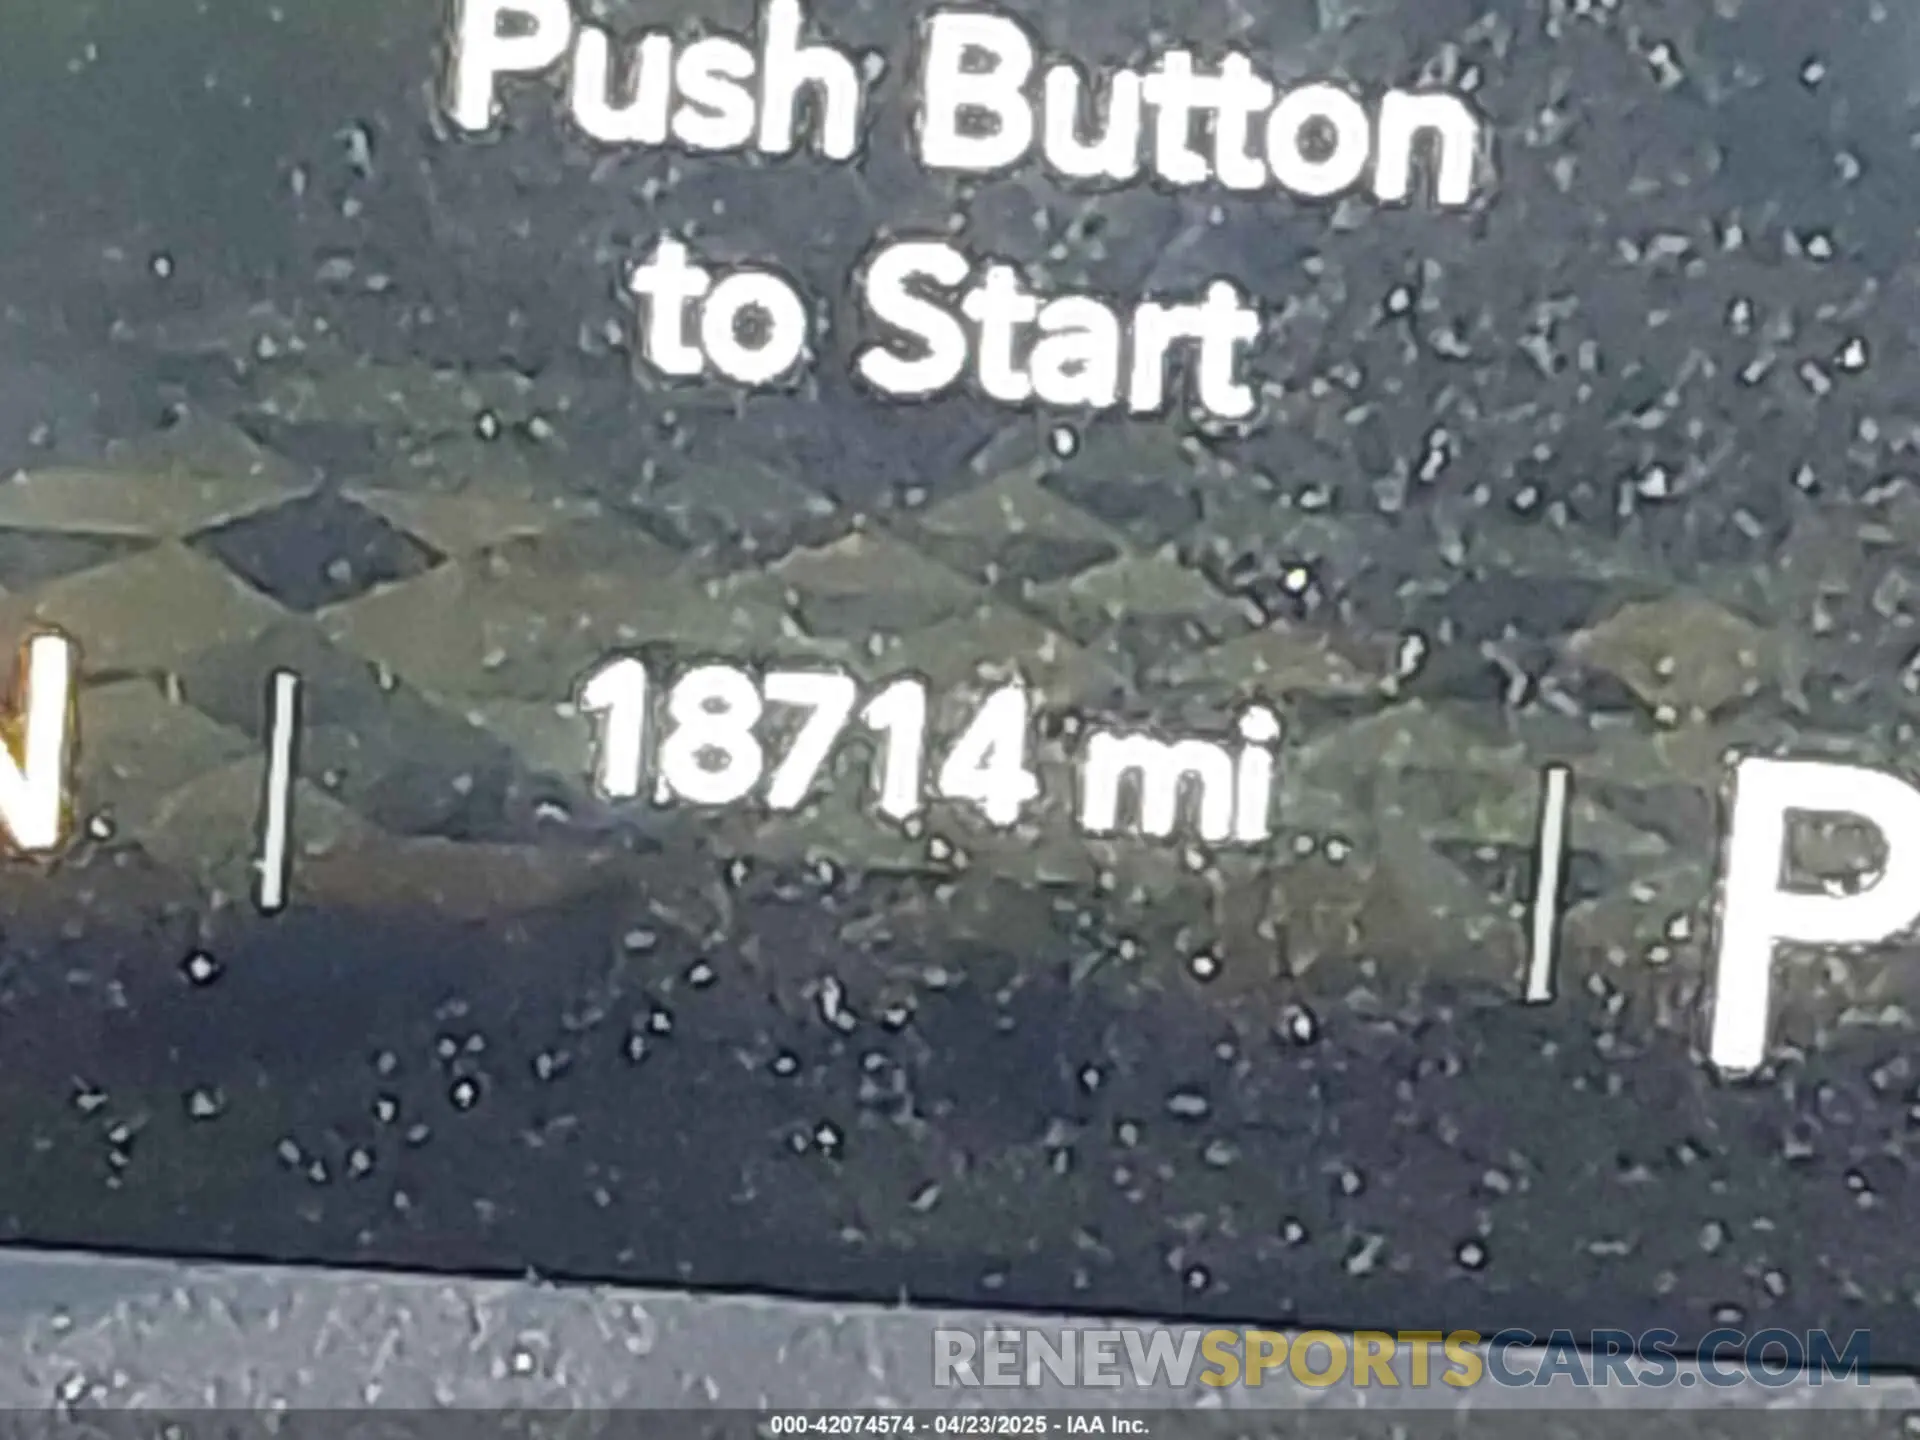 Push Button
to Start
N | 18714 mi | P
RENEWSPORTSCARS.COM
000-42074574 - 04/23/2025 - IAA Inc.